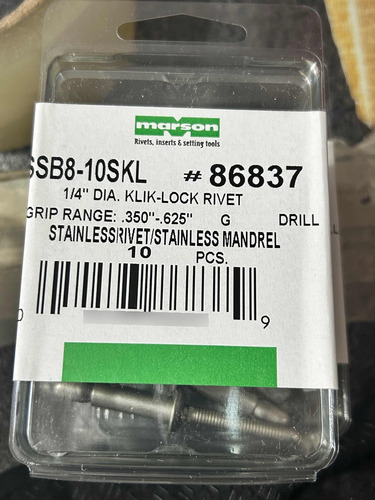 marson
Rivets, inserts & setting tools
SSB8-10SKL # 86837
1/4" DIA. KLIK-LOCK RIVET
GRIP RANGE: .350"-.625" G DRILL
STAINLESS RIVET/STAINLESS MANDREL
10 PCS.
0 9